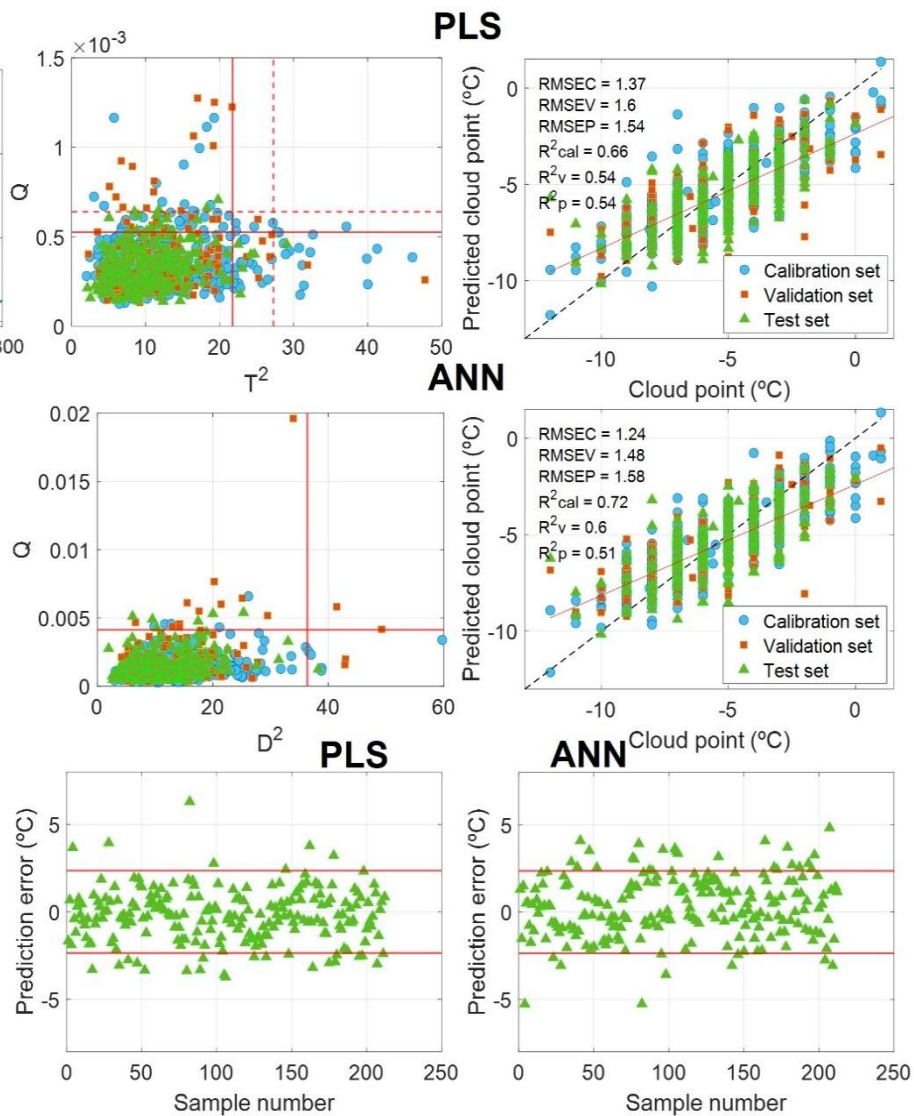 PLS
×10⁻³
1.5
1
0.5
0
Q
0 10 20 30 40 50
T²
300
0
-5
-10
Predicted cloud point (ºC)
RMSEC = 1.37
RMSEV = 1.6
RMSEP = 1.54
R²cal = 0.66
R²v = 0.54
R²p = 0.54
Calibration set
Validation set
Test set
-10 -5 0
Cloud point (ºC)
ANN
0.02
0.015
0.01
0.005
0
Q
0 20 40 60
D²
0
-5
-10
Predicted cloud point (ºC)
RMSEC = 1.24
RMSEV = 1.48
RMSEP = 1.58
R²cal = 0.72
R²v = 0.6
R²p = 0.51
Calibration set
Validation set
Test set
-10 -5 0
Cloud point (ºC)
PLS
5
0
-5
Prediction error (ºC)
0 50 100 150 200 250
Sample number
ANN
5
0
-5
Prediction error (ºC)
0 50 100 150 200 250
Sample number